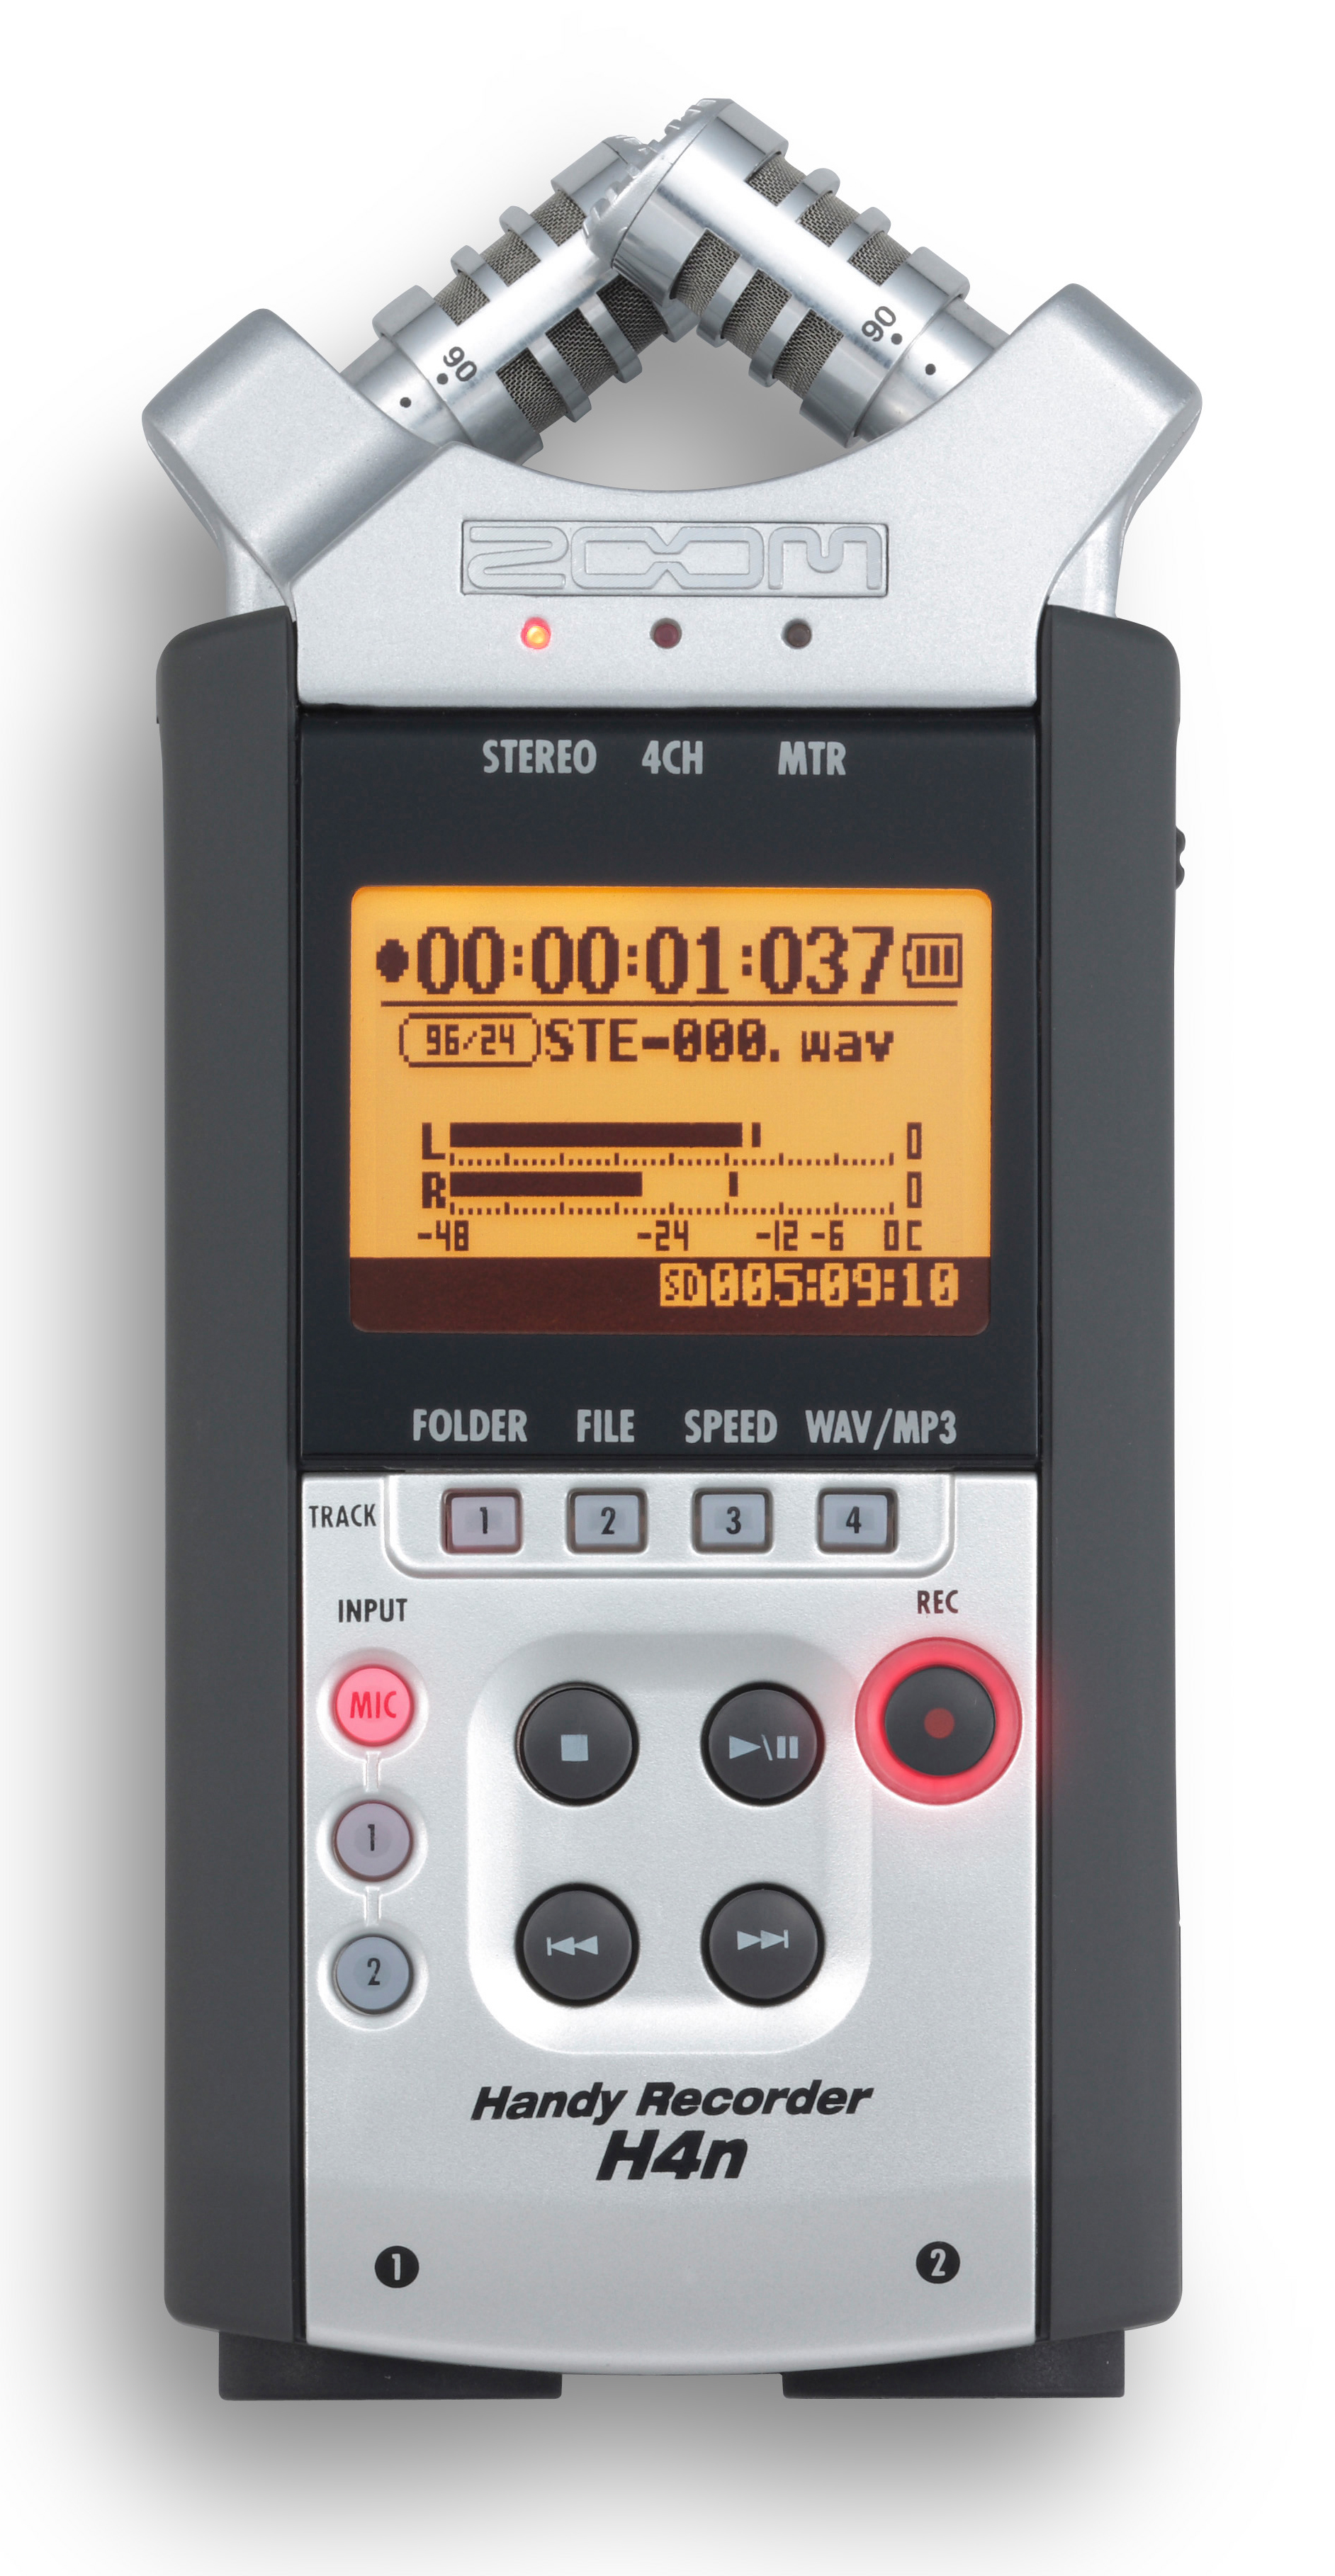 90
90
ZOOM
STEREO 4CH MTR
00:00:01:037
96/24 STE-000.wav
L 0
R 0
-48 -24 -12 -6 0 C
SD 005:09:10
FOLDER FILE SPEED WAV/MP3
TRACK 1 2 3 4
INPUT REC
MIC
1
2
Handy Recorder
H4n
1 2